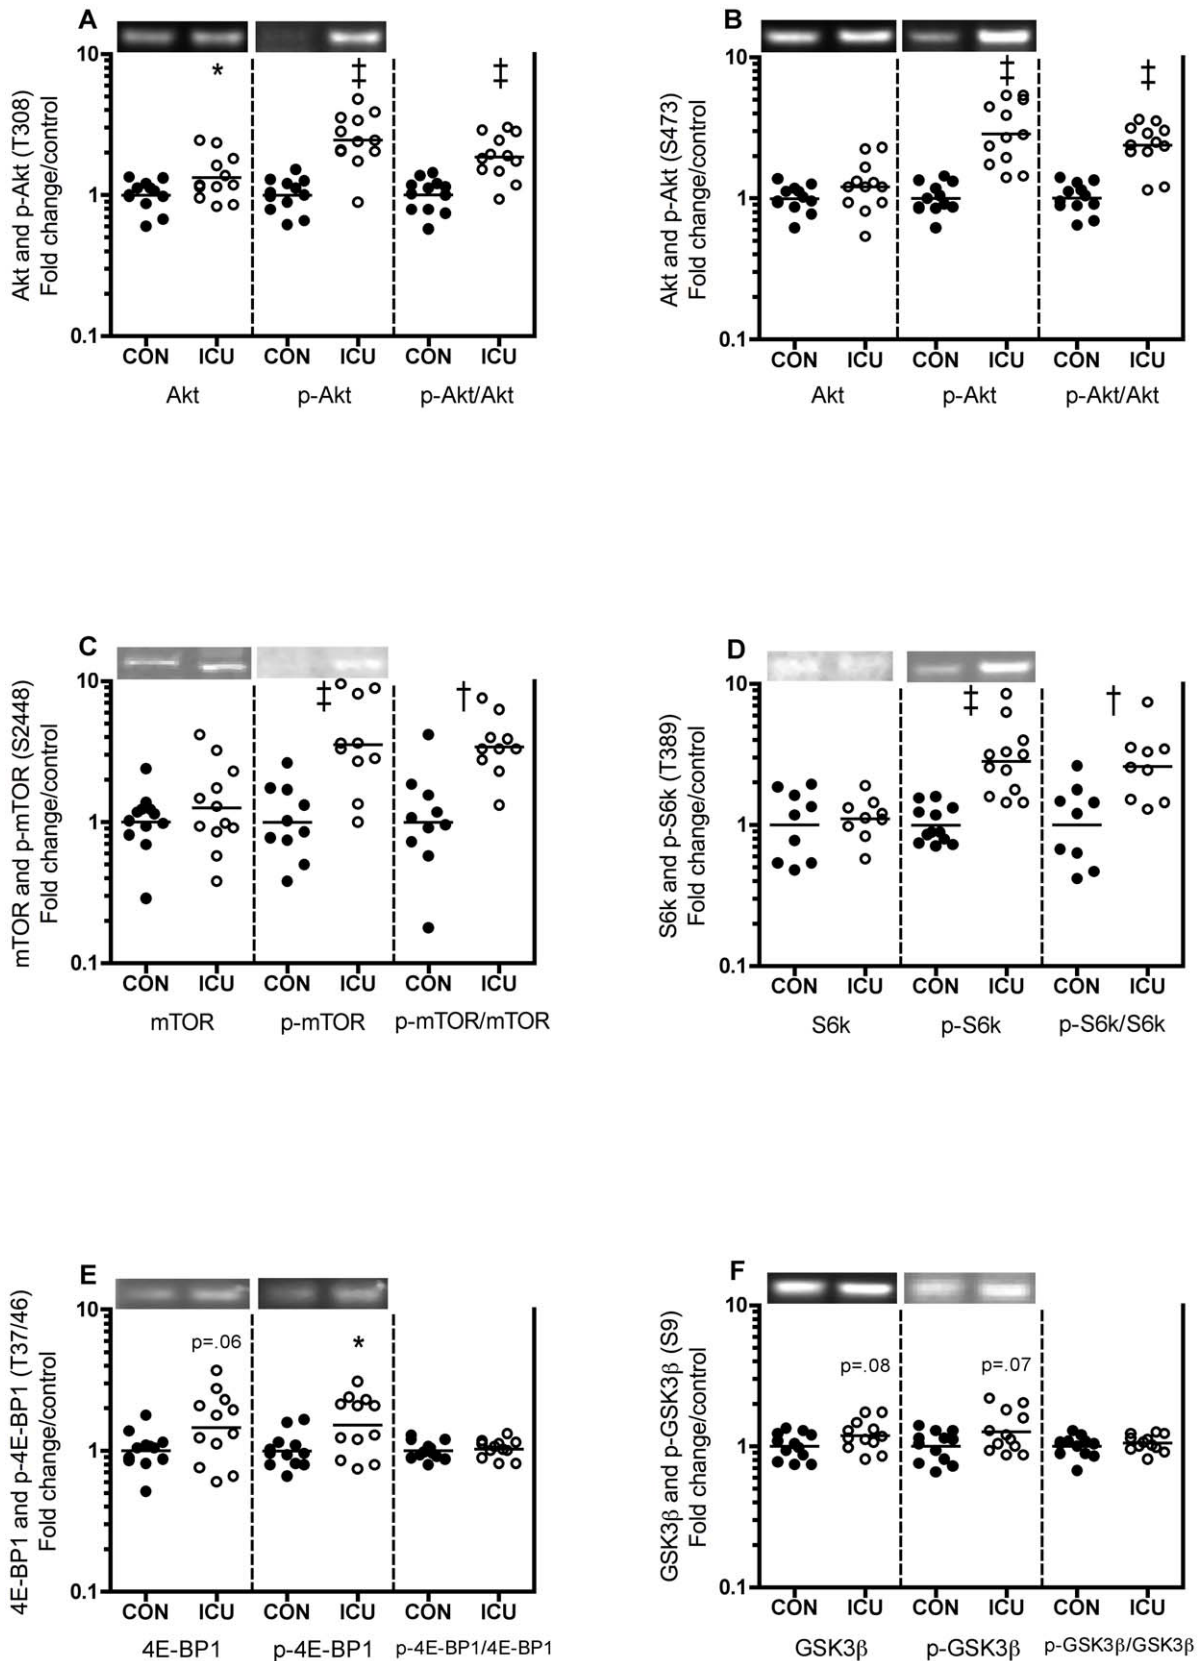 A
10
1
0.1
Akt and p-Akt (T308)
Fold change/control
*
‡
‡
CON ICU CON ICU CON ICU
Akt p-Akt p-Akt/Akt
B
10
1
0.1
Akt and p-Akt (S473)
Fold change/control
‡
‡
CON ICU CON ICU CON ICU
Akt p-Akt p-Akt/Akt
C
10
1
0.1
mTOR and p-mTOR (S2448)
Fold change/control
‡
†
CON ICU CON ICU CON ICU
mTOR p-mTOR p-mTOR/mTOR
D
10
1
0.1
S6k and p-S6k (T389)
Fold change/control
‡
†
CON ICU CON ICU CON ICU
S6k p-S6k p-S6k/S6k
E
10
1
0.1
4E-BP1 and p-4E-BP1 (T37/46)
Fold change/control
p=.06
*
CON ICU CON ICU CON ICU
4E-BP1 p-4E-BP1 p-4E-BP1/4E-BP1
F
10
1
0.1
GSK3β and p-GSK3β (S9)
Fold change/control
p=.08 p=.07
CON ICU CON ICU CON ICU
GSK3β p-GSK3β p-GSK3β/GSK3β